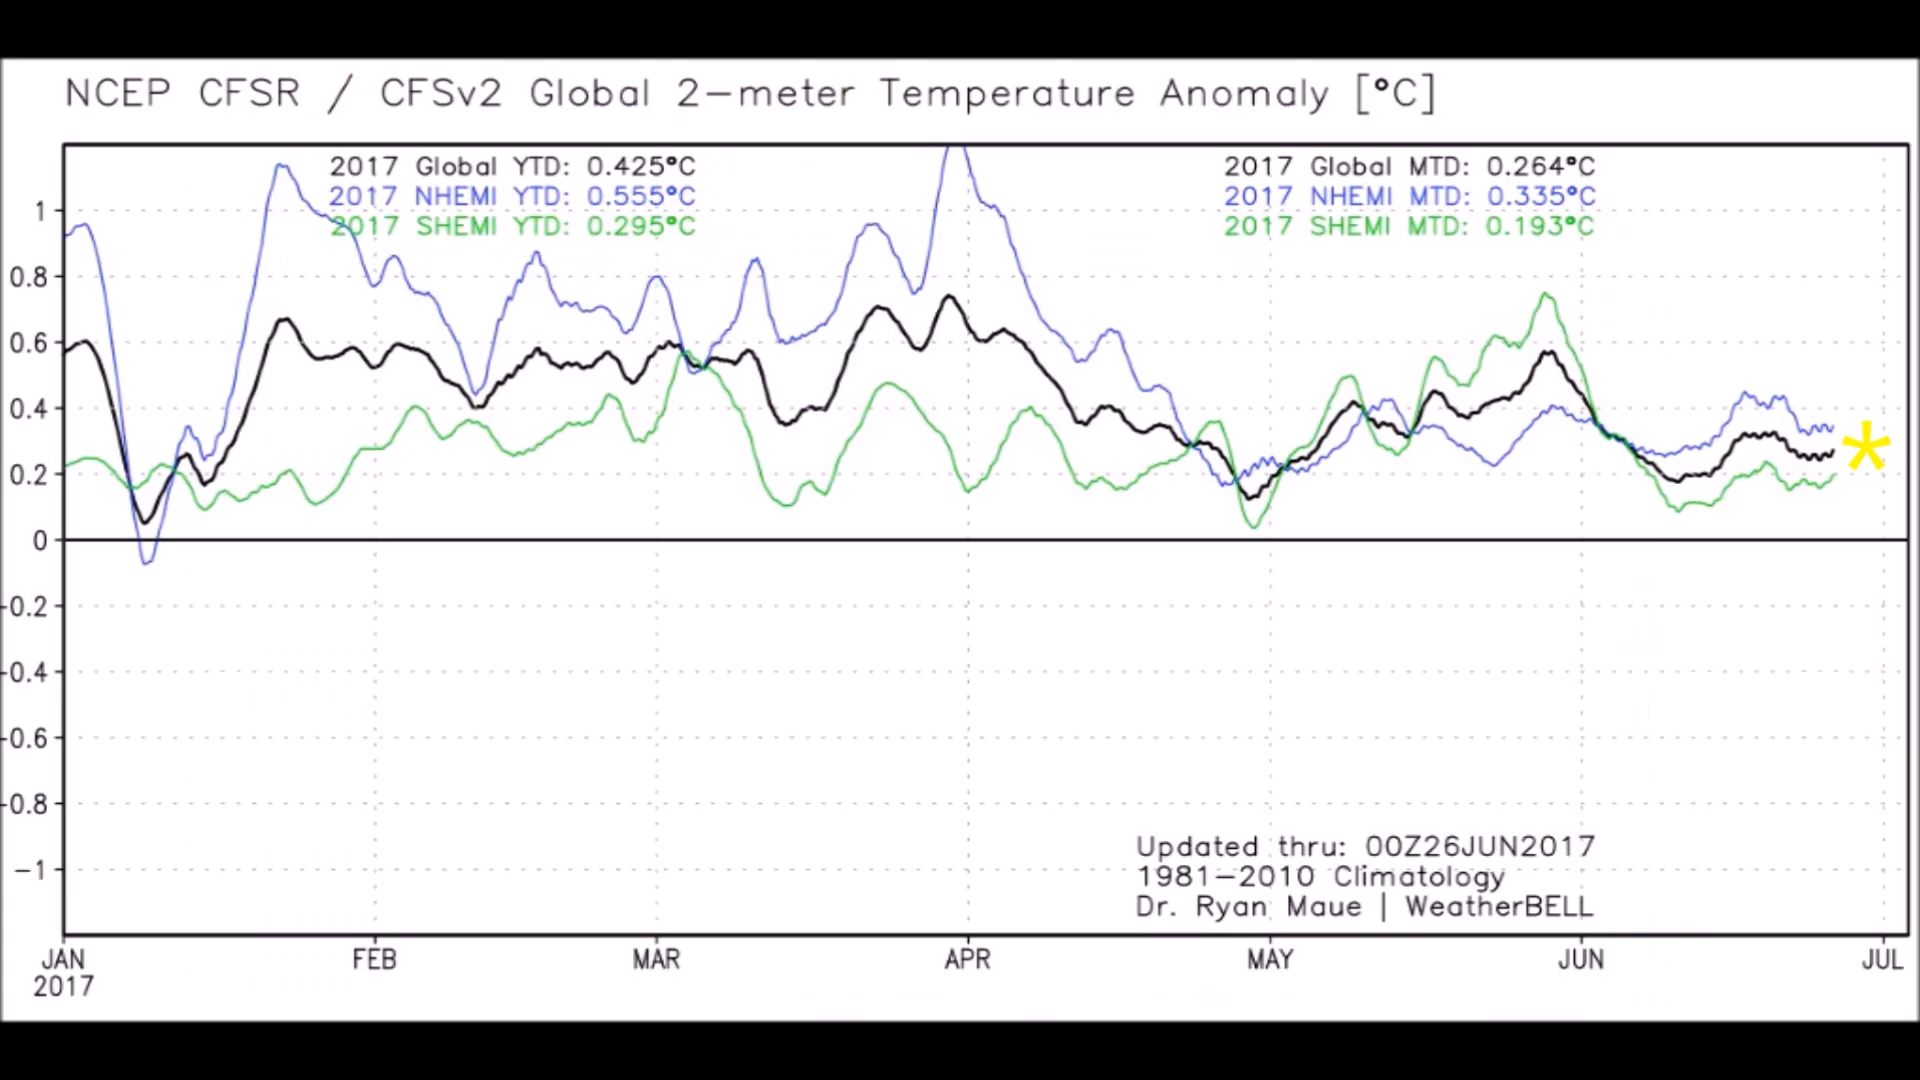 NCEP CFSR / CFSv2 Global 2-meter Temperature Anomaly [°C]
2017 Global YTD: 0.425°C
2017 NHEMI YTD: 0.555°C
2017 SHEMI YTD: 0.295°C
2017 Global MTD: 0.264°C
2017 NHEMI MTD: 0.335°C
2017 SHEMI MTD: 0.193°C
1
0.8
0.6
0.4
0.2
0
-0.2
-0.4
-0.6
-0.8
-1
Updated thru: 00Z26JUN2017
1981-2010 Climatology
Dr. Ryan Maue | WeatherBELL
JAN FEB MAR APR MAY JUN JUL
2017